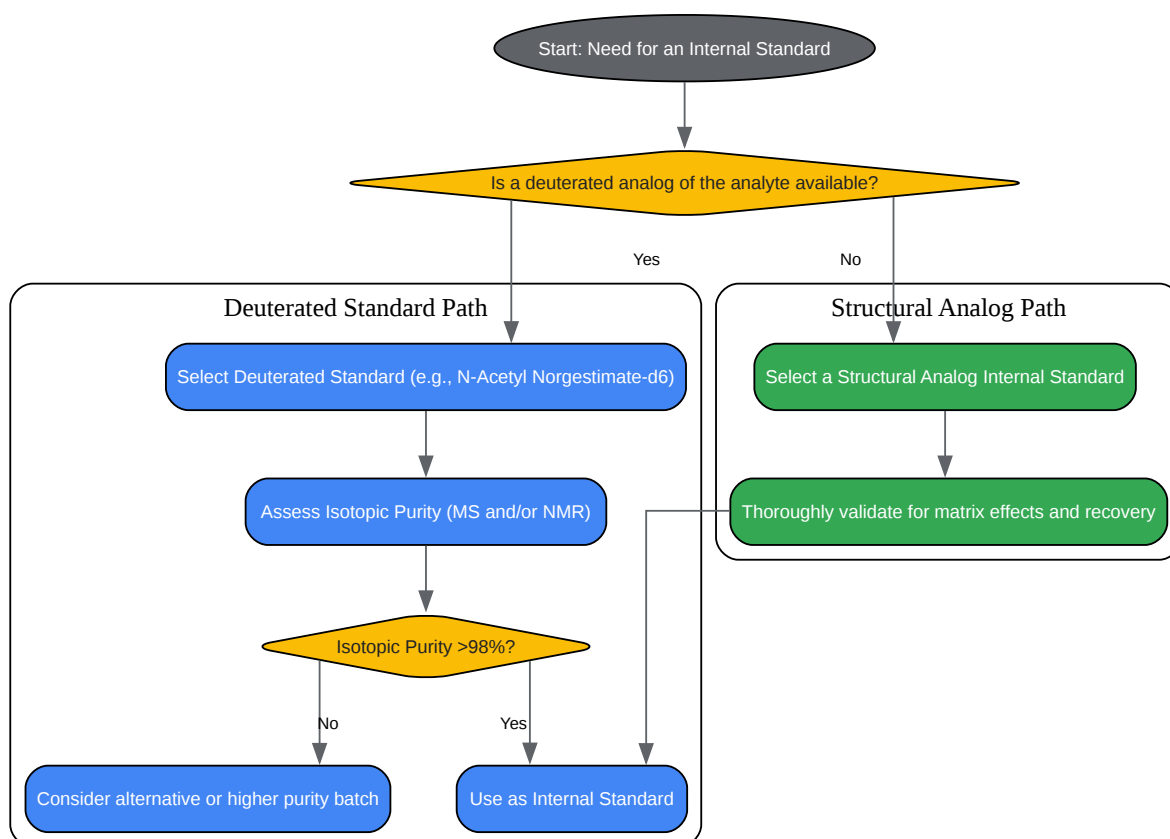 Start: Need for an Internal Standard
Is a deuterated analog of the analyte available?
Yes
No
Deuterated Standard Path
Structural Analog Path
Select Deuterated Standard (e.g., N-Acetyl Norgestimate-d6)
Select a Structural Analog Internal Standard
Assess Isotopic Purity (MS and/or NMR)
Thoroughly validate for matrix effects and recovery
Isotopic Purity >98%?
No
Yes
Consider alternative or higher purity batch
Use as Internal Standard